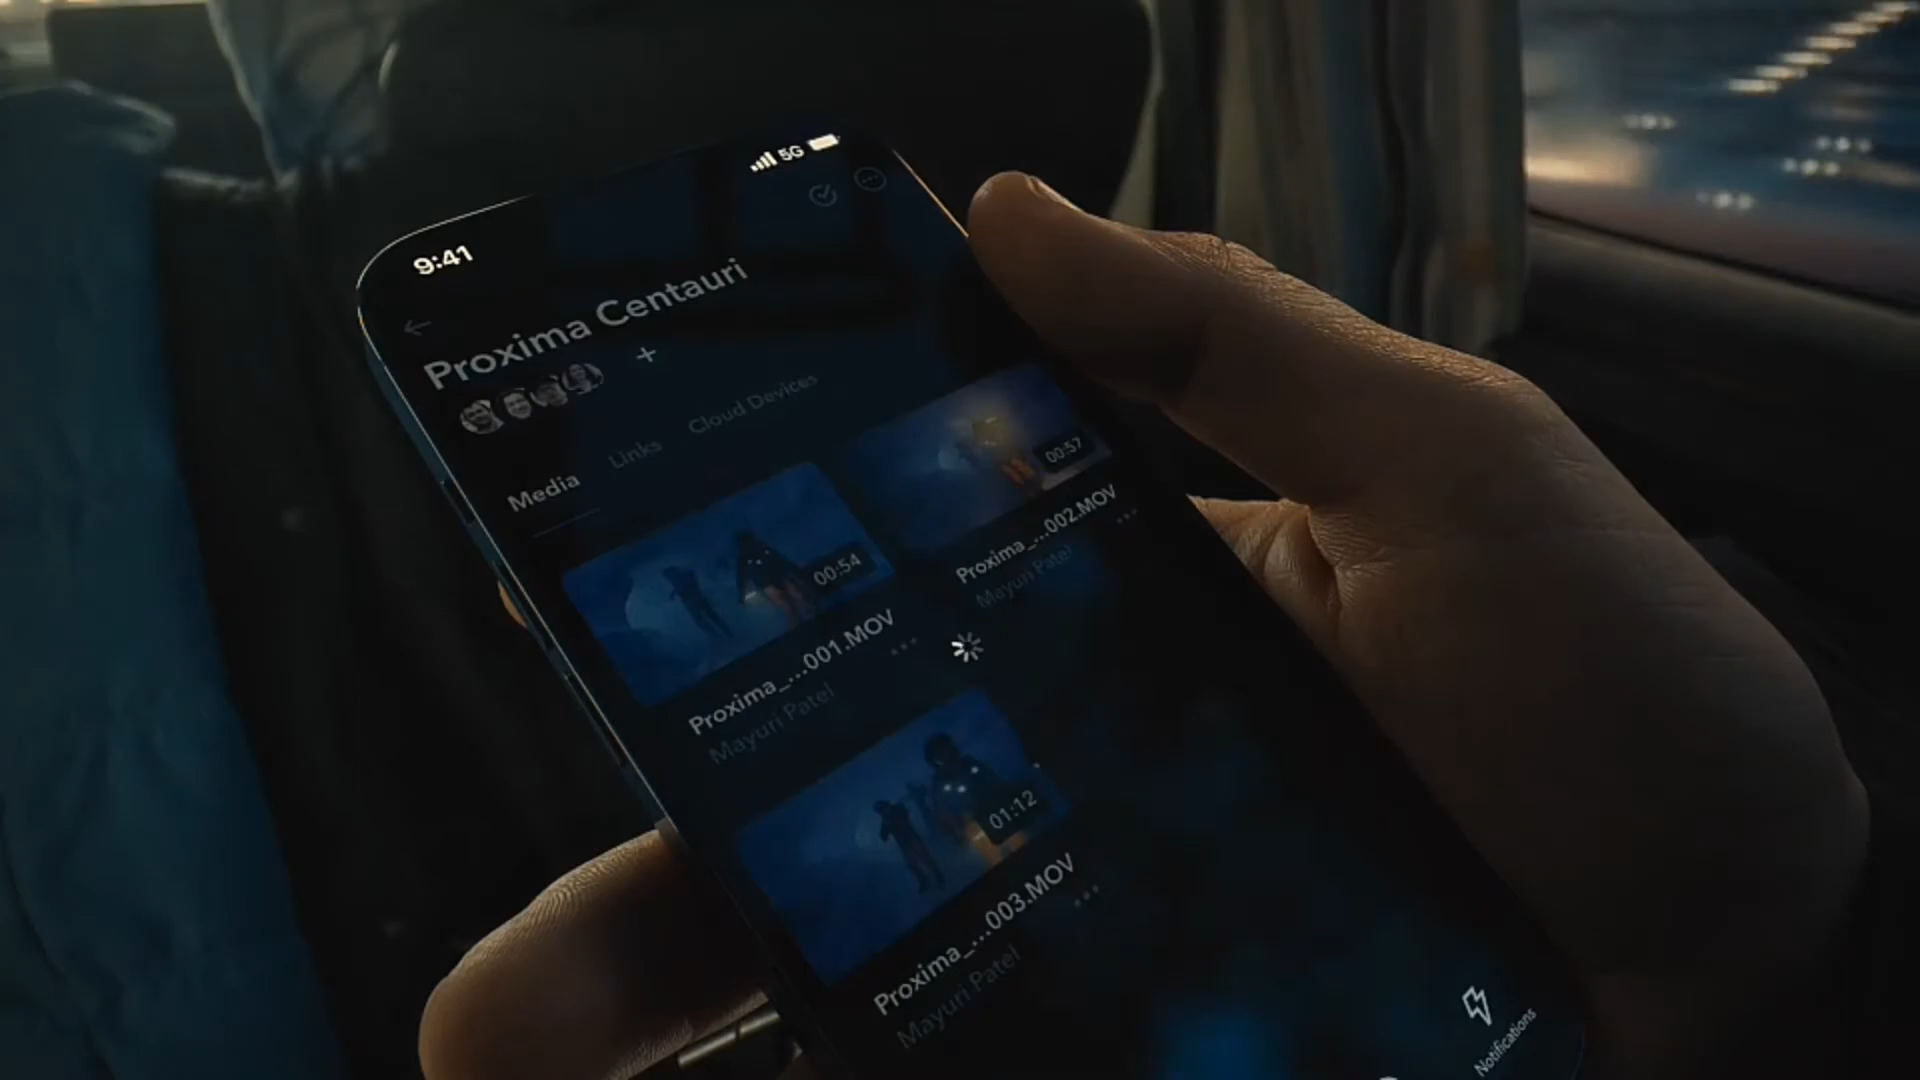 9:41
5G
Proxima Centauri
+
Media
Links
Cloud Devices
00:54
Proxima_...001.MOV
Mayuri Patel
00:57
Proxima_...002.MOV
Mayuri Patel
01:12
Proxima_...003.MOV
Mayuri Patel
Notifications